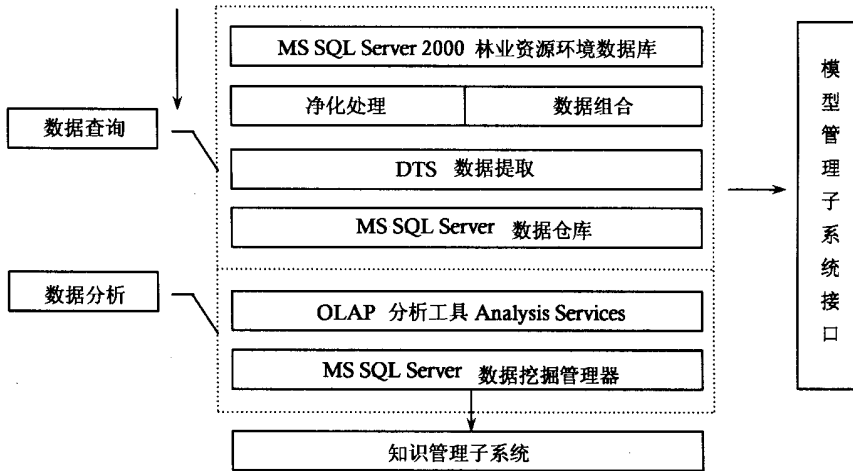 MS SQL Server 2000 林业资源环境数据库
净化处理
数据组合
数据查询
DTS 数据提取
MS SQL Server 数据仓库
数据分析
OLAP 分析工具 Analysis Services
MS SQL Server 数据挖掘管理器
知识管理子系统
模型管理子系统接口